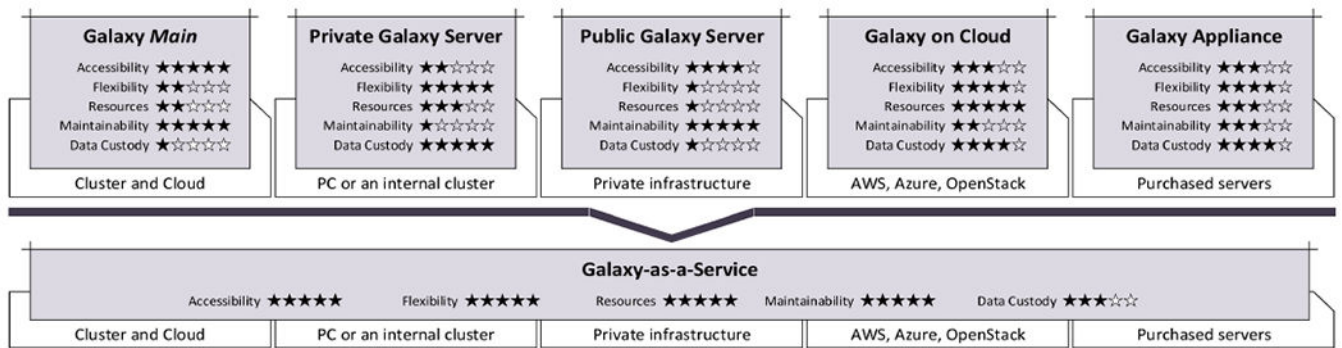 Galaxy Main
Accessibility ★★★★★
Flexibility ★★☆☆☆
Resources ★★☆☆☆
Maintainability ★★★★★
Data Custody ★☆☆☆☆
Cluster and Cloud
Private Galaxy Server
Accessibility ★★☆☆☆
Flexibility ★★★★★
Resources ★★★☆☆
Maintainability ★☆☆☆☆
Data Custody ★★★★★
PC or an internal cluster
Public Galaxy Server
Accessibility ★★★★☆
Flexibility ★☆☆☆☆
Resources ★☆☆☆☆
Maintainability ★★★★★
Data Custody ★☆☆☆☆
Private infrastructure
Galaxy on Cloud
Accessibility ★★★☆☆
Flexibility ★★★★☆
Resources ★★★★★
Maintainability ★★☆☆☆
Data Custody ★★★★☆
AWS, Azure, OpenStack
Galaxy Appliance
Accessibility ★★★☆☆
Flexibility ★★★★☆
Resources ★★★☆☆
Maintainability ★★★☆☆
Data Custody ★★★★☆
Purchased servers
Galaxy-as-a-Service
Accessibility ★★★★★ Flexibility ★★★★★ Resources ★★★★★ Maintainability ★★★★★ Data Custody ★★★☆☆
Cluster and Cloud
PC or an internal cluster
Private infrastructure
AWS, Azure, OpenStack
Purchased servers